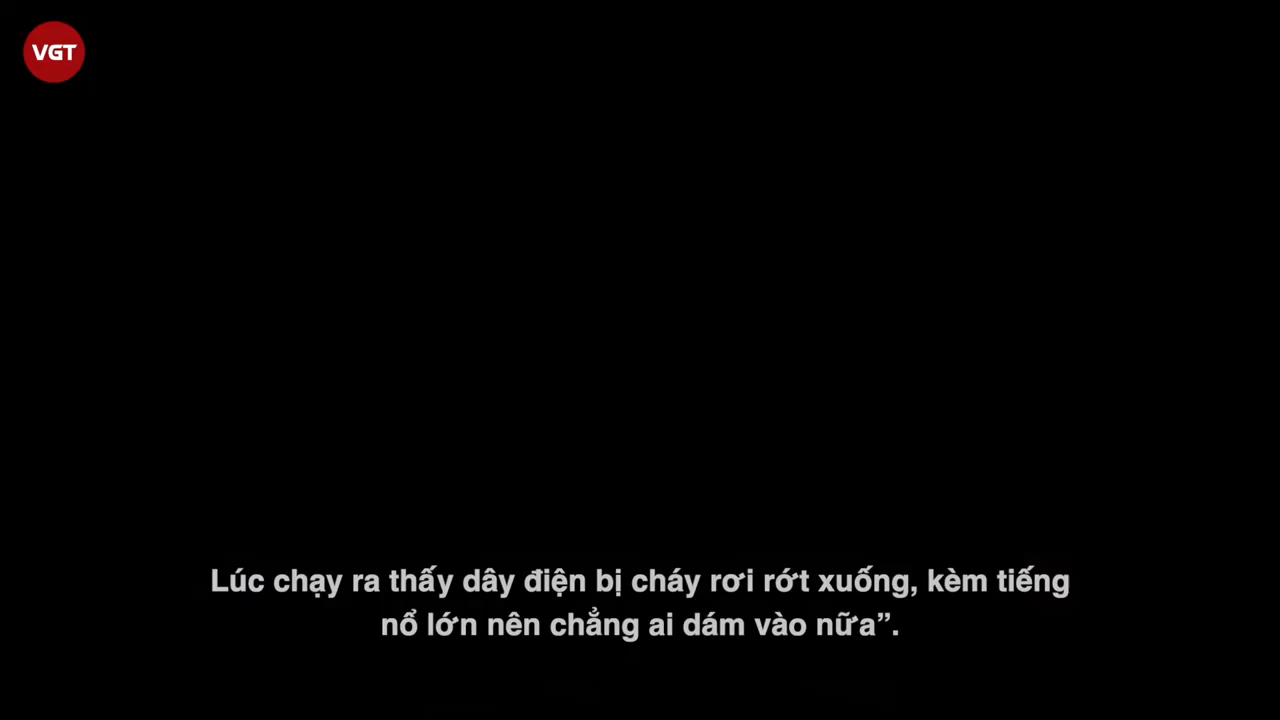 VGT
Lúc chạy ra thấy dây điện bị cháy rơi rớt xuống, kèm tiếng
nổ lớn nên chẳng ai dám vào nữa”.